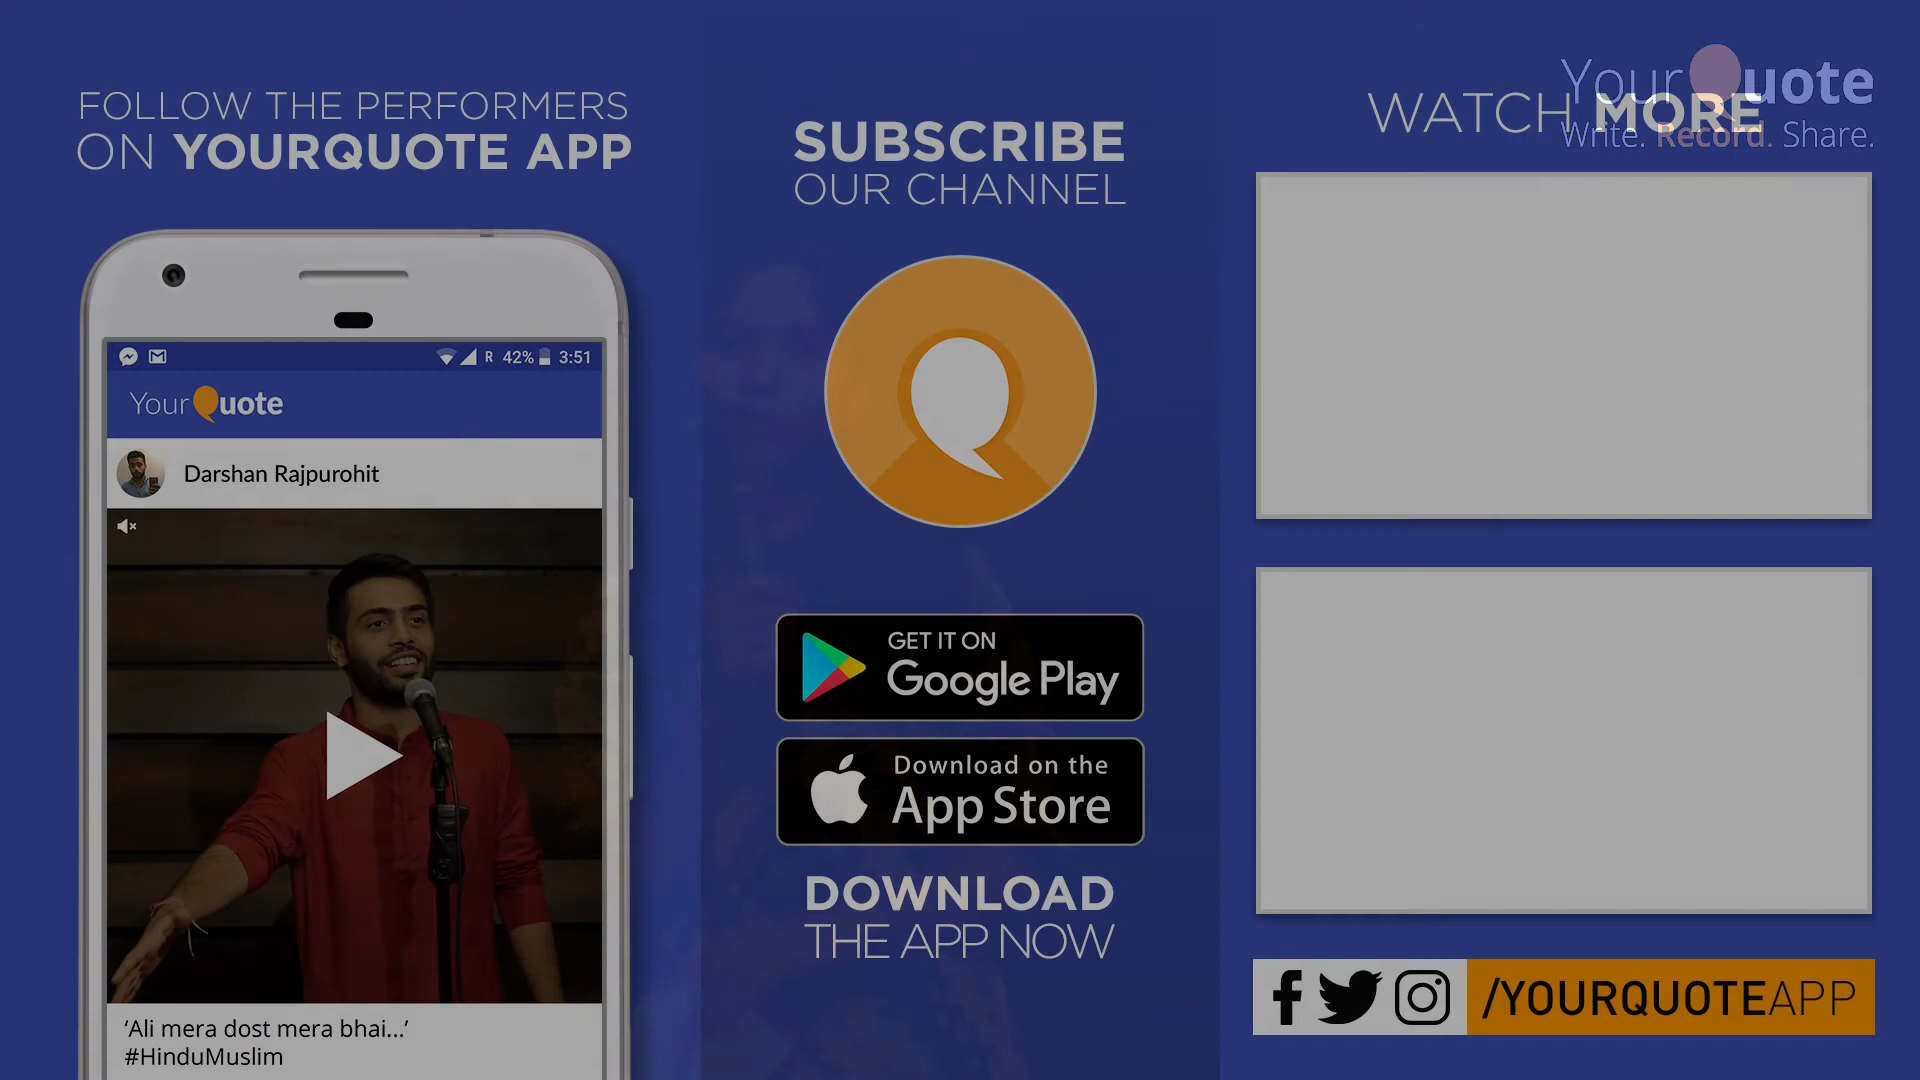 FOLLOW THE PERFORMERS
ON YOURQUOTE APP
R 42% 3:51
YourQuote
Darshan Rajpurohit
‘Ali mera dost mera bhai...’
#HinduMuslim
SUBSCRIBE
OUR CHANNEL
GET IT ON
Google Play
Download on the
App Store
DOWNLOAD
THE APP NOW
YourQuote
WATCH MORE
Write. Record. Share.
/YOURQUOTEAPP